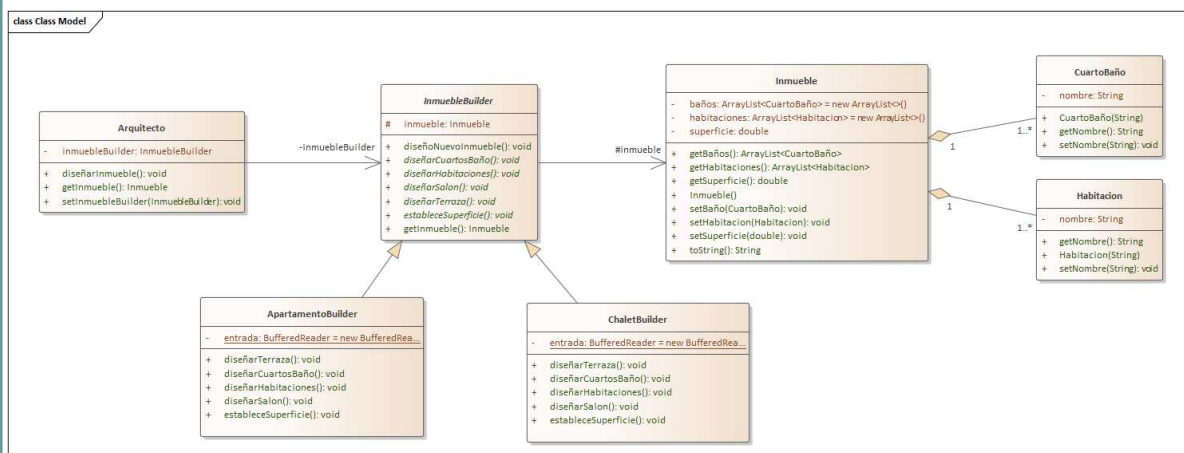 class Class Model
Arquitecto
- inmuebleBuilder: InmuebleBuilder
+ diseñarInmueble(): void
+ getInmueble(): Inmueble
+ setInmuebleBuilder(InmuebleBuilder): void
-inmuebleBuilder
InmuebleBuilder
# inmueble: Inmueble
+ diseñoNuevoInmueble(): void
+ diseñarCuartosBaño(): void
+ diseñarHabitaciones(): void
+ diseñarSalon(): void
+ diseñarTerraza(): void
+ estableceSuperficie(): void
+ getInmueble(): Inmueble
#inmueble
Inmueble
- baños: ArrayList<CuartoBaño> = new ArrayList<>()
- habitaciones: ArrayList<Habitacion> = new ArrayList<>()
- superficie: double
+ getBaños(): ArrayList<CuartoBaño>
+ getHabitaciones(): ArrayList<Habitacion>
+ getSuperficie(): double
+ Inmueble()
+ setBaño(CuartoBaño): void
+ setHabitacion(Habitacion): void
+ setSuperficie(double): void
+ toString(): String
1
1..*
CuartoBaño
- nombre: String
+ CuartoBaño(String)
+ getNombre(): String
+ setNombre(String): void
1
1..*
Habitacion
- nombre: String
+ getNombre(): String
+ Habitacion(String)
+ setNombre(String): void
ApartamentoBuilder
- entrada: BufferedReader = new BufferedRea...
+ diseñarTerraza(): void
+ diseñarCuartosBaño(): void
+ diseñarHabitaciones(): void
+ diseñarSalon(): void
+ estableceSuperficie(): void
ChaletBuilder
- entrada: BufferedReader = new BufferedRea...
+ diseñarTerraza(): void
+ diseñarCuartosBaño(): void
+ diseñarHabitaciones(): void
+ diseñarSalon(): void
+ estableceSuperficie(): void